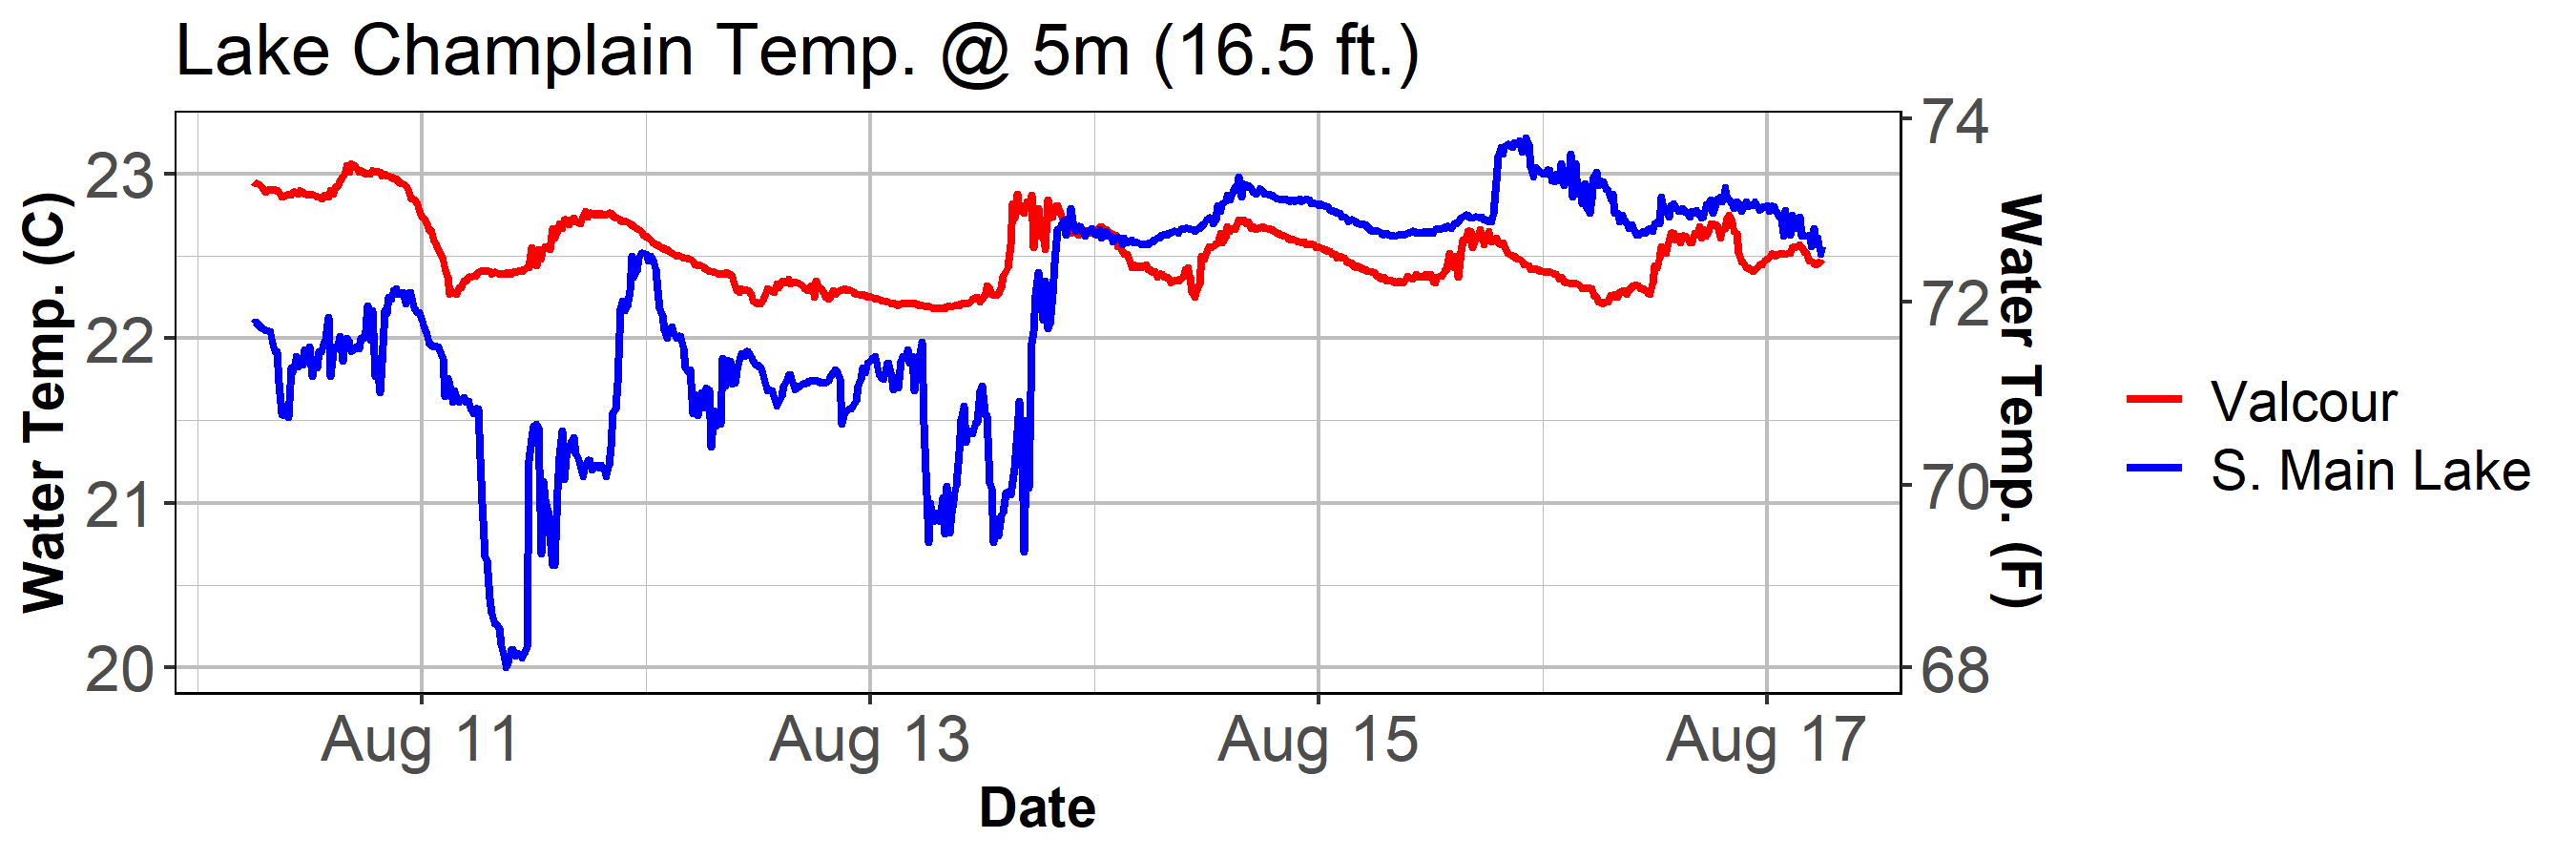 Lake Champlain Temp. @ 5m (16.5 ft.)
Water Temp. (C)
23
22
21
20
74
72
70
68
Water Temp. (F)
Aug 11
Aug 13
Aug 15
Aug 17
Date
Valcour
S. Main Lake